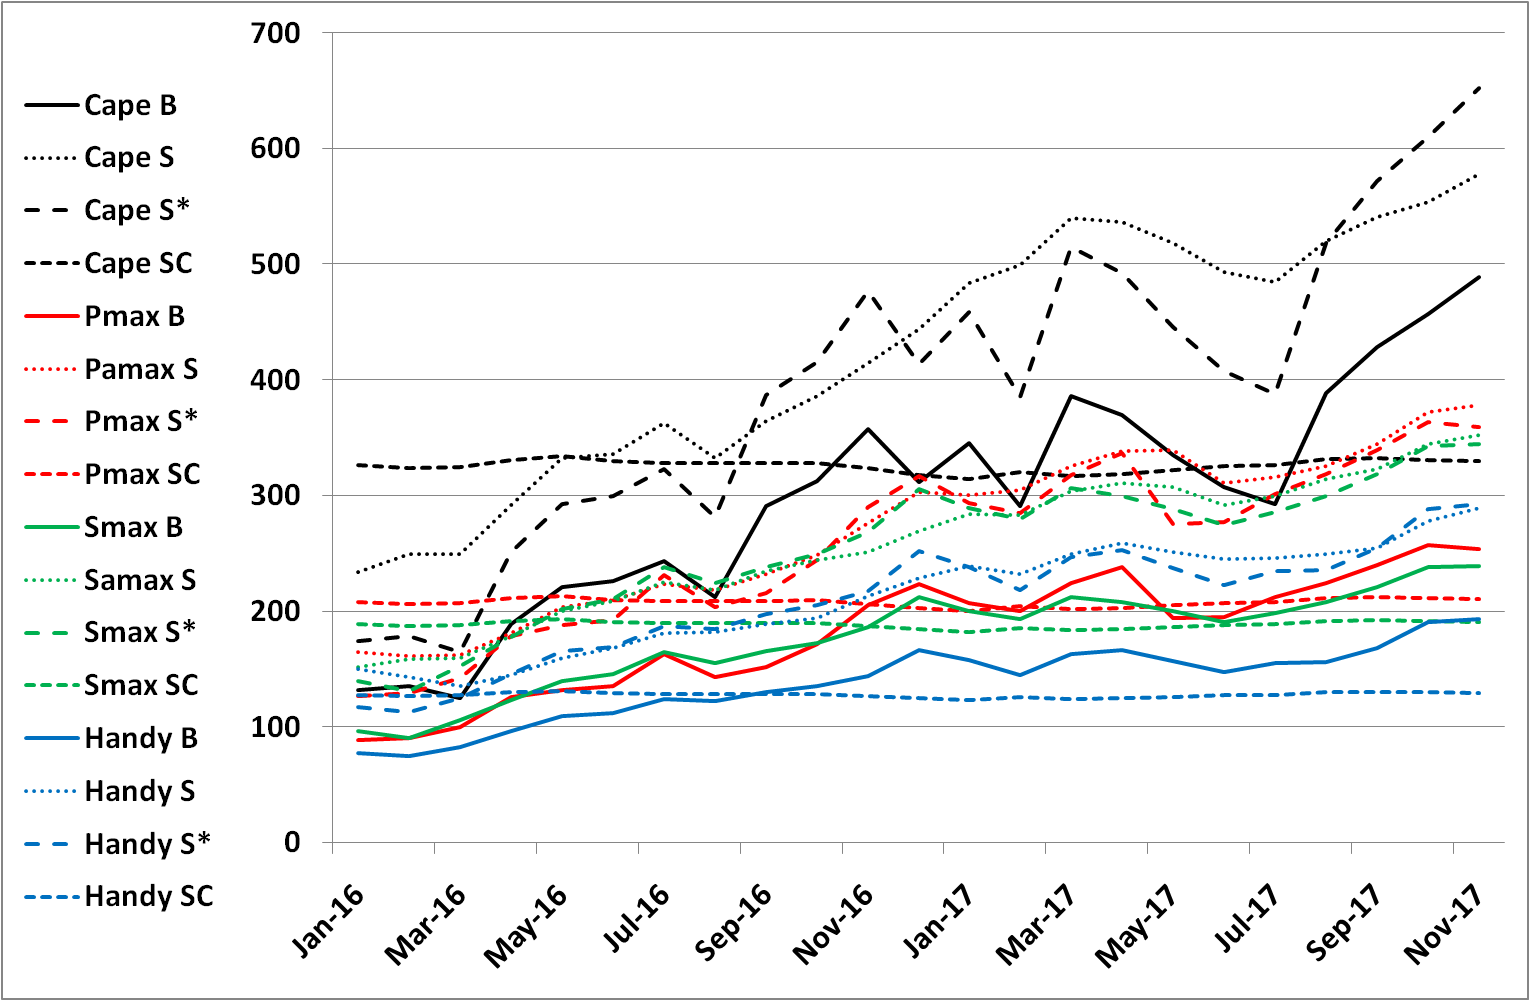 Cape B
Cape S
Cape S*
Cape SC
Pmax B
Pamax S
Pmax S*
Pmax SC
Smax B
Samax S
Smax S*
Smax SC
Handy B
Handy S
Handy S*
Handy SC
700
600
500
400
300
200
100
0
Jan-16 Mar-16 May-16 Jul-16 Sep-16 Nov-16 Jan-17 Mar-17 May-17 Jul-17 Sep-17 Nov-17